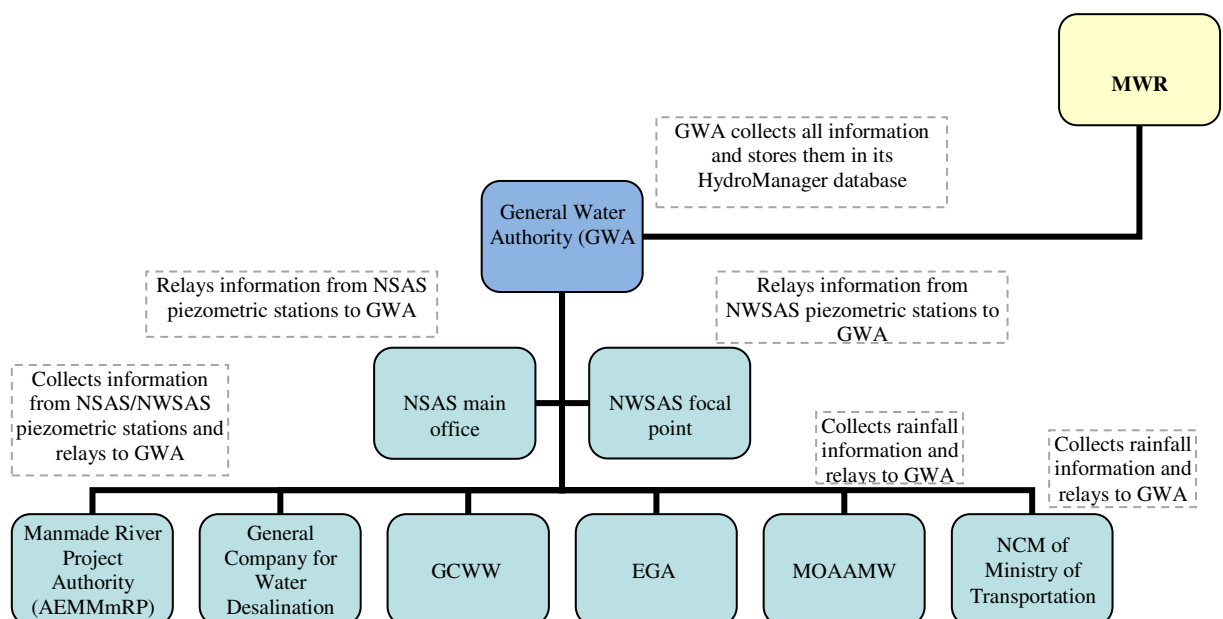 MWR
GWA collects all information
and stores them in its
HydroManager database
General Water
Authority (GWA
Relays information from NSAS
piezometric stations to GWA
Relays information from
NWSAS piezometric stations to
GWA
NSAS main
office
NWSAS focal
point
Collects information
from NSAS/NWSAS
piezometric stations and
relays to GWA
Collects rainfall
information and
relays to GWA
Collects rainfall
information and
relays to GWA
Manmade River
Project
Authority
(AEMMmRP)
General
Company for
Water
Desalination
GCWW
EGA
MOAAMW
NCM of
Ministry of
Transportation